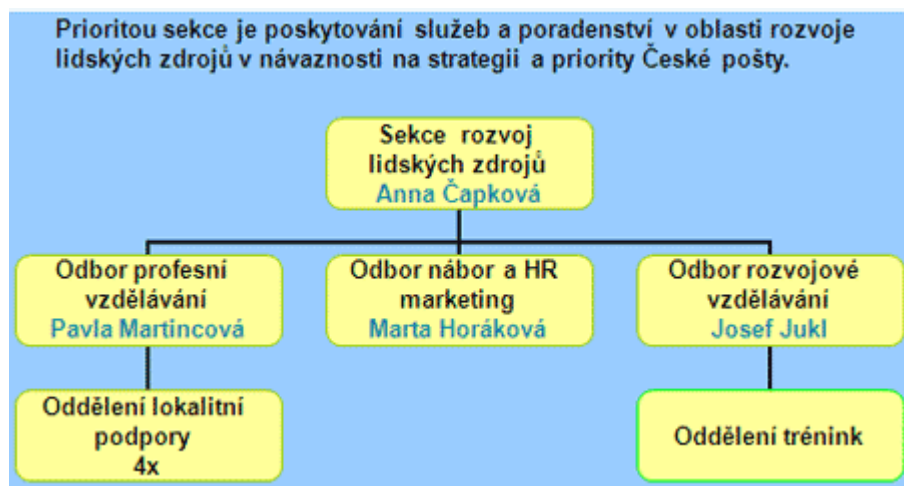 Prioritou sekce je poskytování služeb a poradenství v oblasti rozvoje
lidských zdrojů v návaznosti na strategii a priority České pošty.
Sekce rozvoj
lidských zdrojů
Anna Čapková
Odbor profesní
vzdělávání
Pavla Martincová
Odbor nábor a HR
marketing
Marta Horáková
Odbor rozvojové
vzdělávání
Josef Jukl
Oddělení lokalitní
podpory
4x
Oddělení trénink